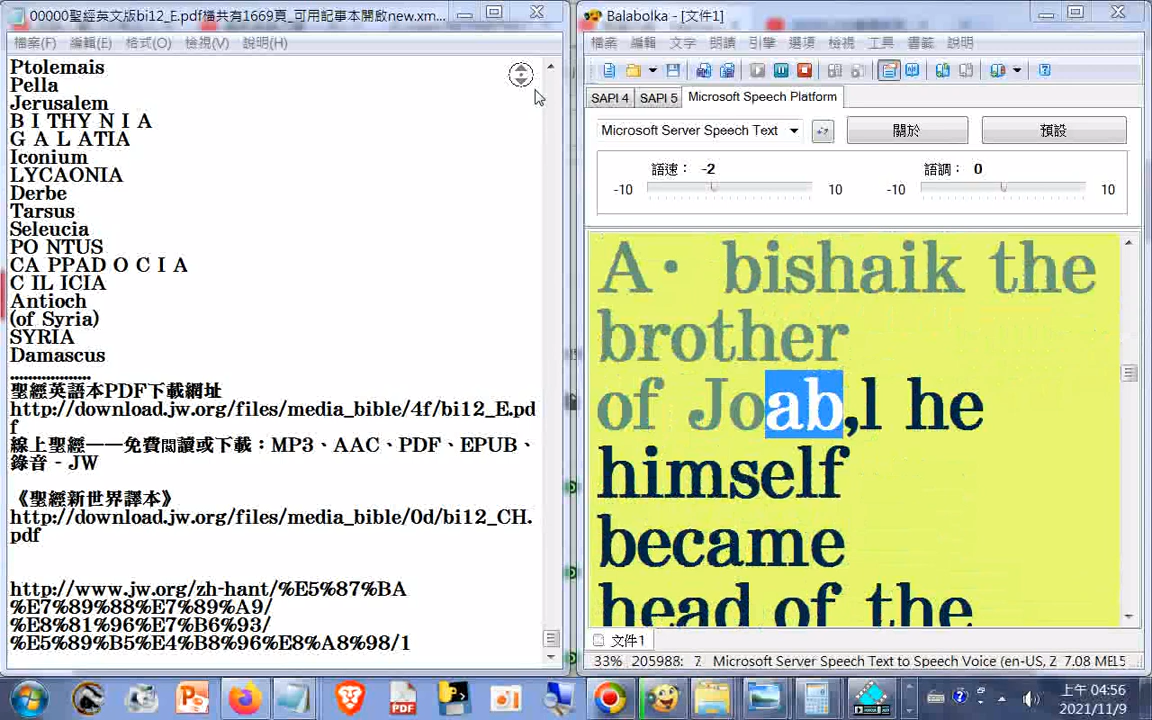 00000聖經英文版bi12_E.pdf檔共有1669頁_可用記事本開啟new.xm...
檔案(F) 編輯(E) 格式(O) 檢視(V) 說明(H)
Ptolemais
Pella
Jerusalem
B I THY N I A
G A L ATIA
Iconium
LYCAONIA
Derbe
Tarsus
Seleucia
PO NTUS
CA PPAD O C I A
C IL ICIA
Antioch
(of Syria)
SYRIA
Damascus
..................
聖經英語本PDF下載網址
http://download.jw.org/files/media_bible/4f/bi12_E.pd
f
線上聖經——免費閱讀或下載：MP3、AAC、PDF、EPUB、
錄音 - JW
《聖經新世界譯本》
http://download.jw.org/files/media_bible/0d/bi12_CH.
pdf
http://www.jw.org/zh-hant/%E5%87%BA
%E7%89%88%E7%89%A9/
%E8%81%96%E7%B6%93/
%E5%89%B5%E4%B8%96%E8%A8%98/1
Balabolka - [文件1]
檔案 編輯 文字 朗讀 引擎 選項 檢視 工具 書籤 說明
SAPI 4 SAPI 5 Microsoft Speech Platform
Microsoft Server Speech Text 關於 預設
語速： -2 語調： 0
-10 10 -10 10
A· bishaik the
brother
of Joab,l he
himself
became
head of the
文件1
33% 205988: 7 Microsoft Server Speech Text to Speech Voice (en-US, Z 7.08 ME15
上午 04:56
2021/11/9